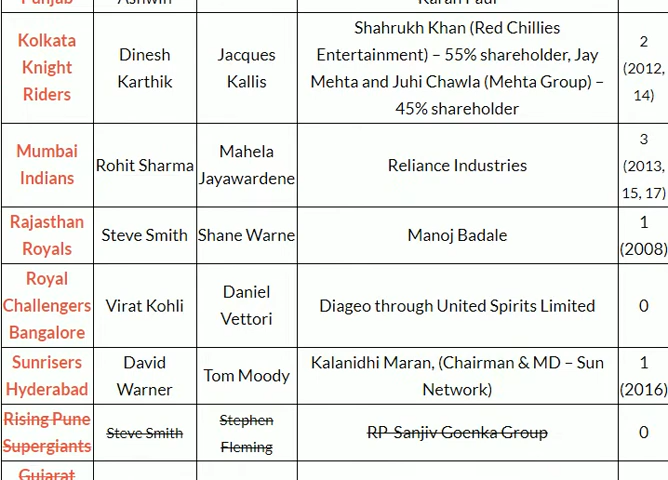 Punjab Ashwin Karan Paul
Kolkata Knight Riders
Dinesh Karthik
Jacques Kallis
Shahrukh Khan (Red Chillies
Entertainment) – 55% shareholder, Jay
Mehta and Juhi Chawla (Mehta Group) –
45% shareholder
2
(2012,
14)
Mumbai
Indians
Rohit Sharma
Mahela
Jayawardene
Reliance Industries
3
(2013,
15, 17)
Rajasthan
Royals
Steve Smith
Shane Warne
Manoj Badale
1
(2008)
Royal
Challengers
Bangalore
Virat Kohli
Daniel
Vettori
Diageo through United Spirits Limited
0
Sunrisers
Hyderabad
David
Warner
Tom Moody
Kalanidhi Maran, (Chairman & MD – Sun
Network)
1
(2016)
Rising Pune
Supergiants
Steve Smith
Stephen
Fleming
RP-Sanjiv Goenka Group
0
Gujarat